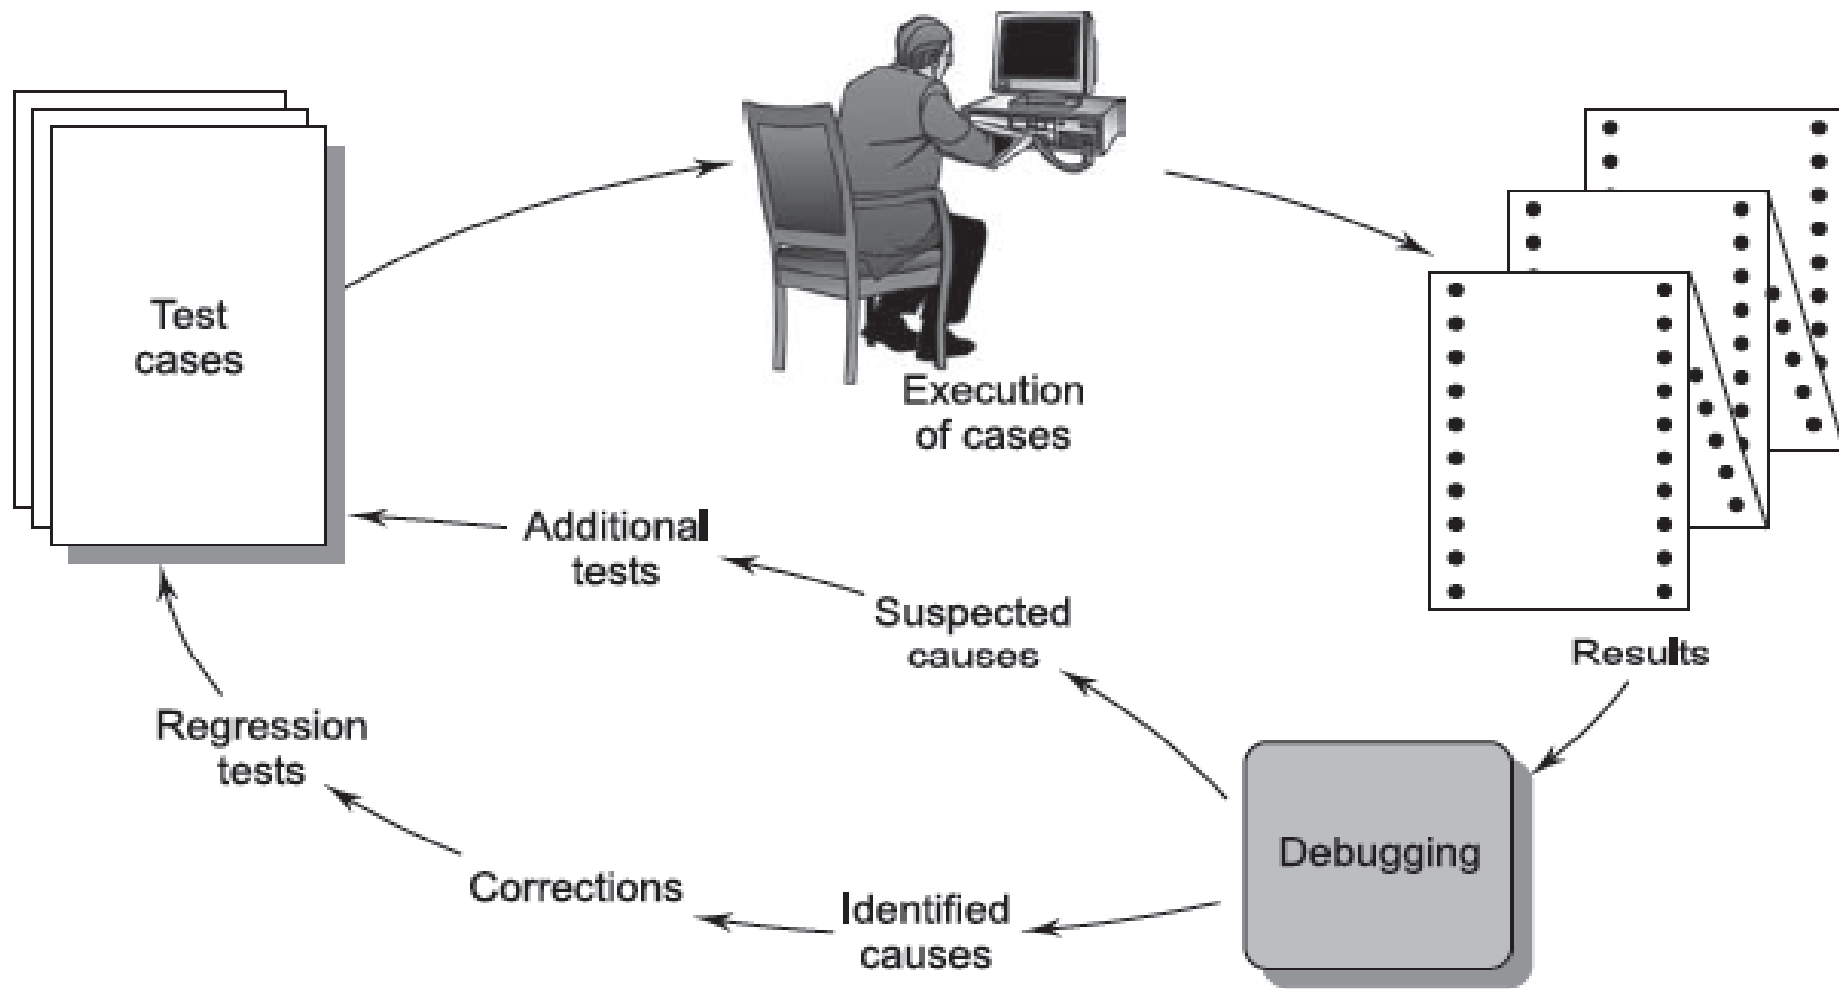 Test
cases
Execution
of cases
Additional
tests
Suspected
causes
Results
Regression
tests
Debugging
Corrections
Identified
causes